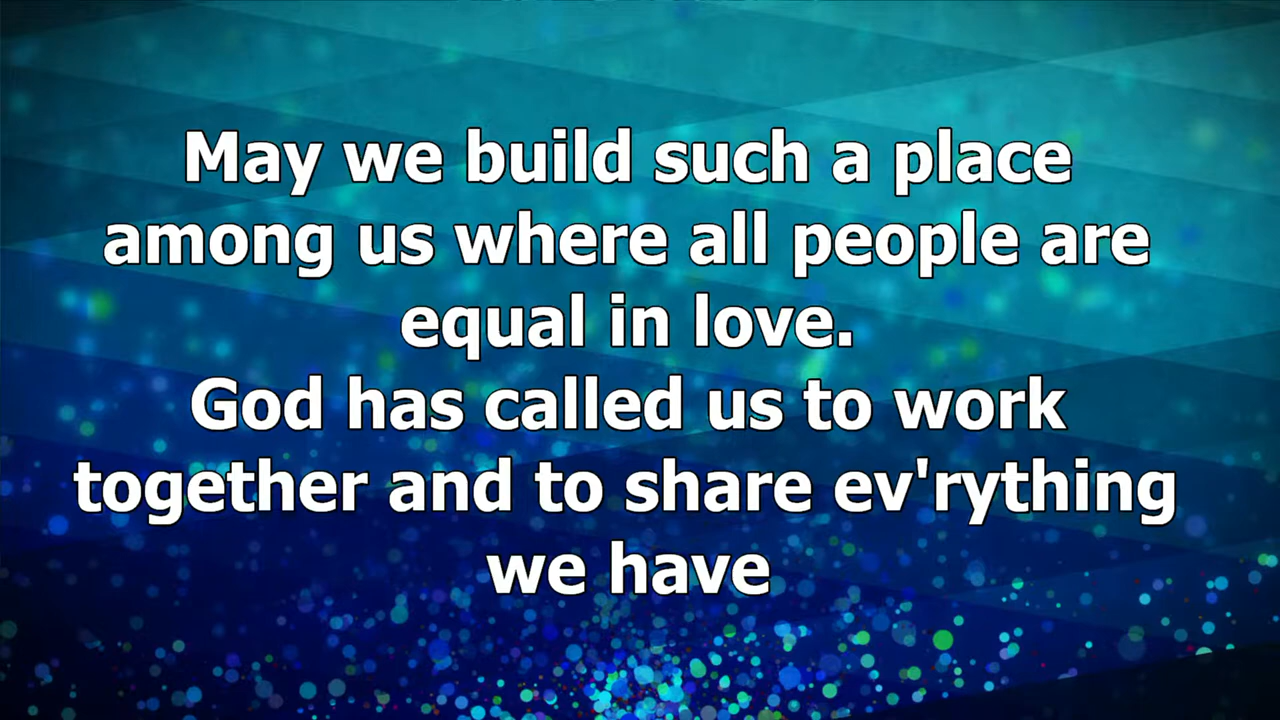 May we build such a place
among us where all people are
equal in love.
God has called us to work
together and to share ev'rything
we have